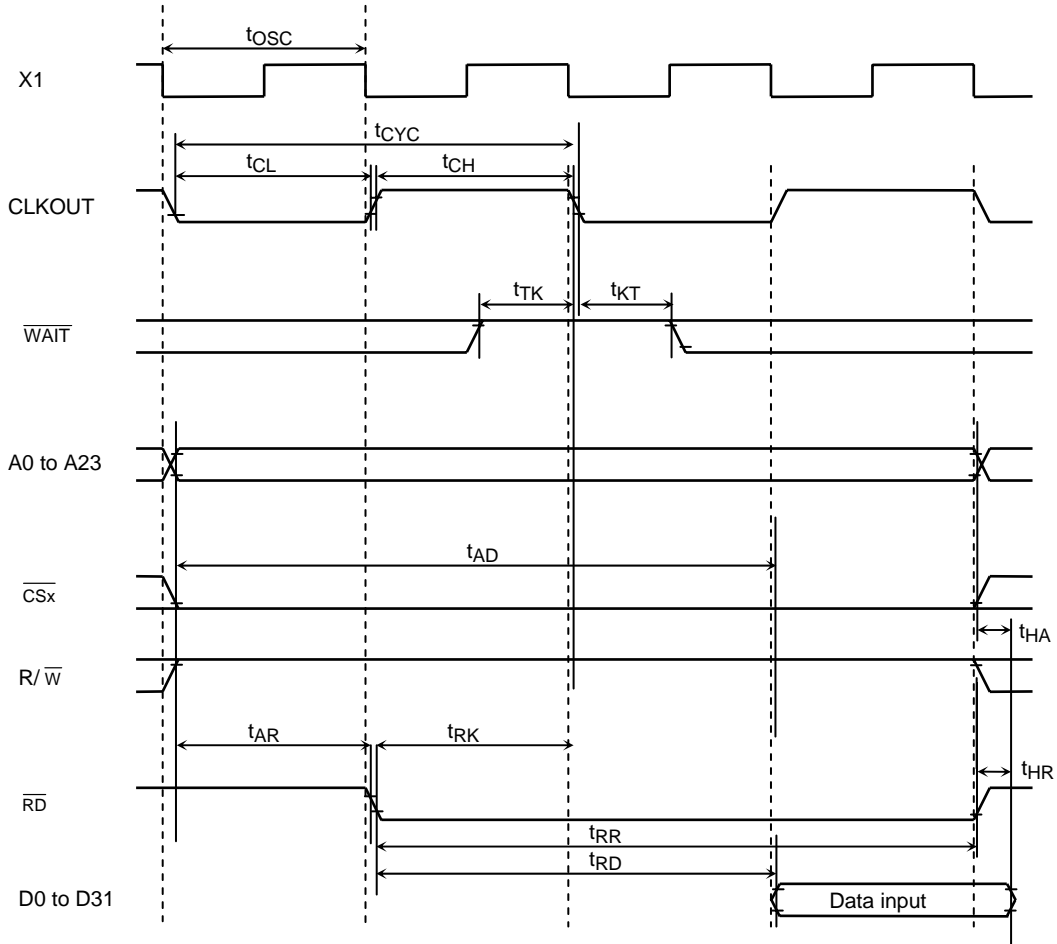 tOSC
X1
tCYC
tCL
tCH
CLKOUT
tTK
tKT
WAIT
A0 to A23
tAD
CSx
tHA
R/ W
tAR
tRK
tHR
RD
tRR
tRD
D0 to D31
Data input